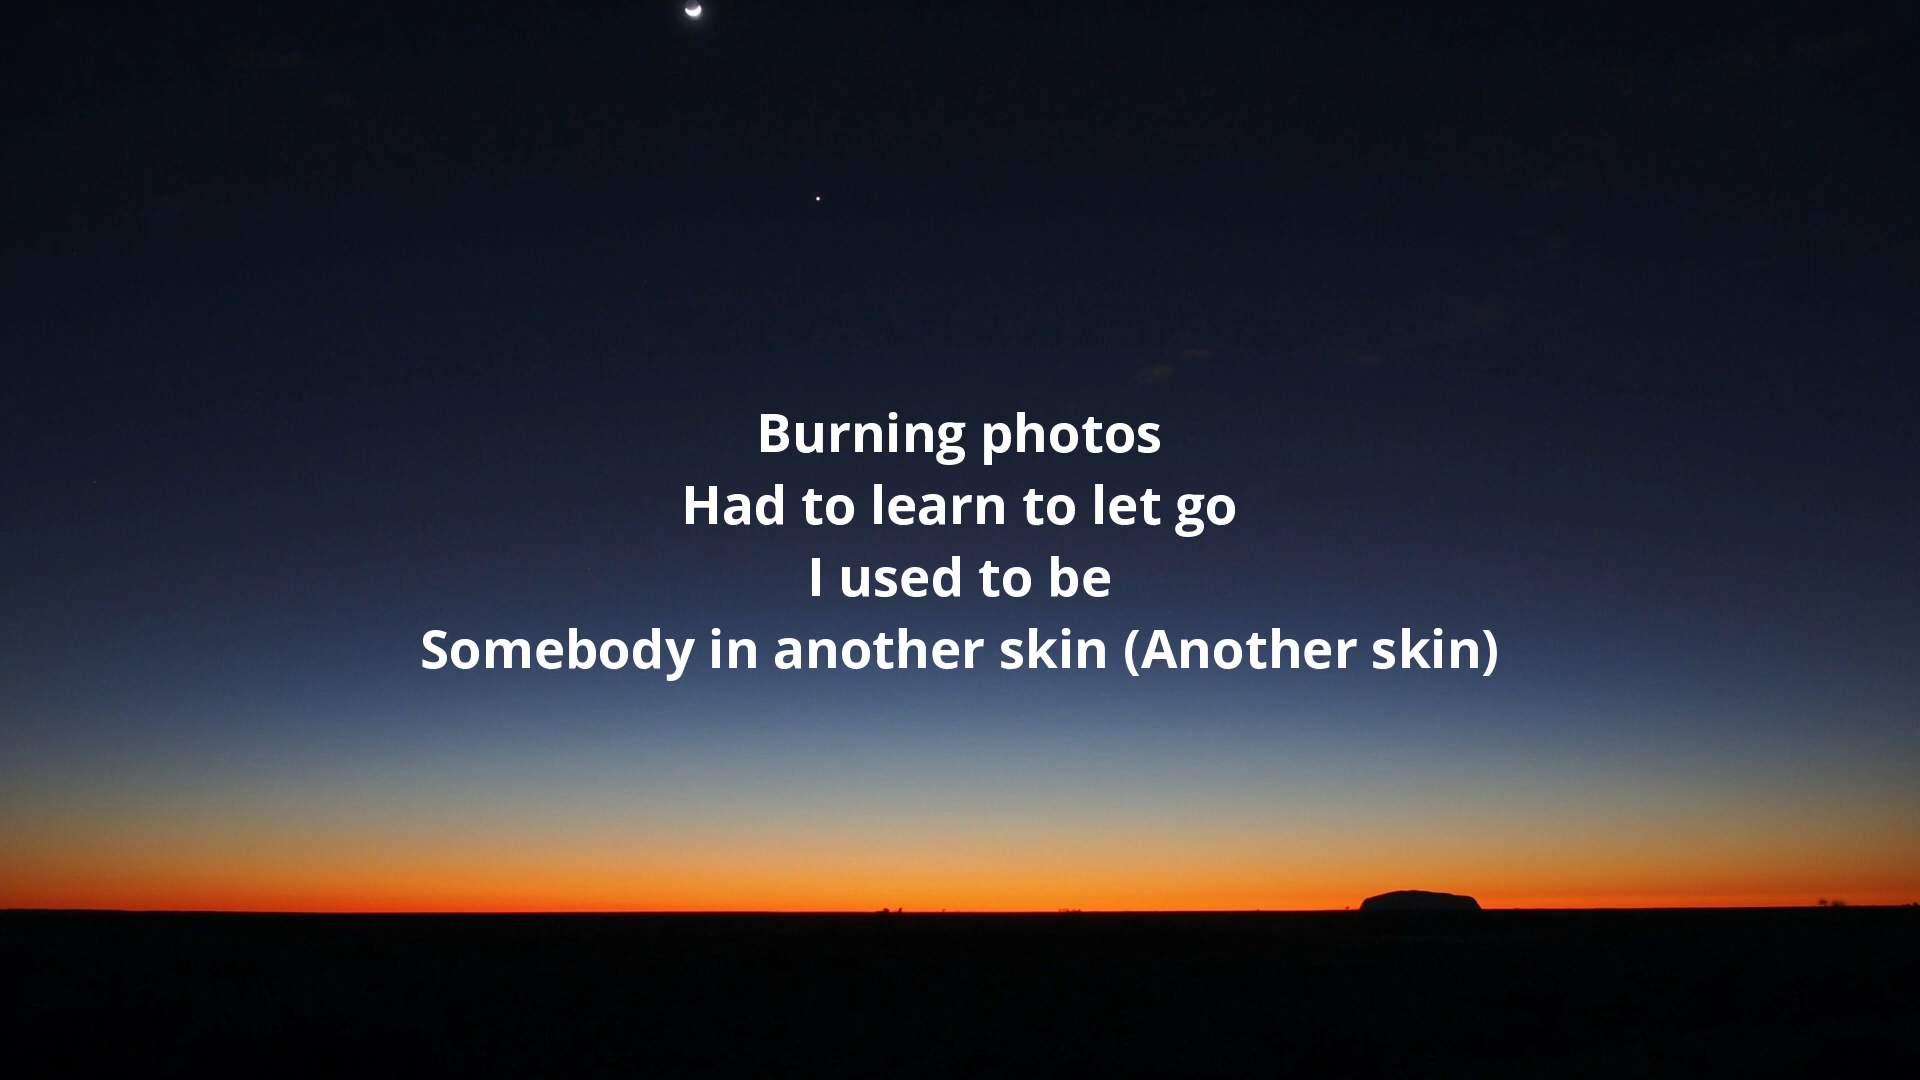 Burning photos
Had to learn to let go
I used to be
Somebody in another skin (Another skin)